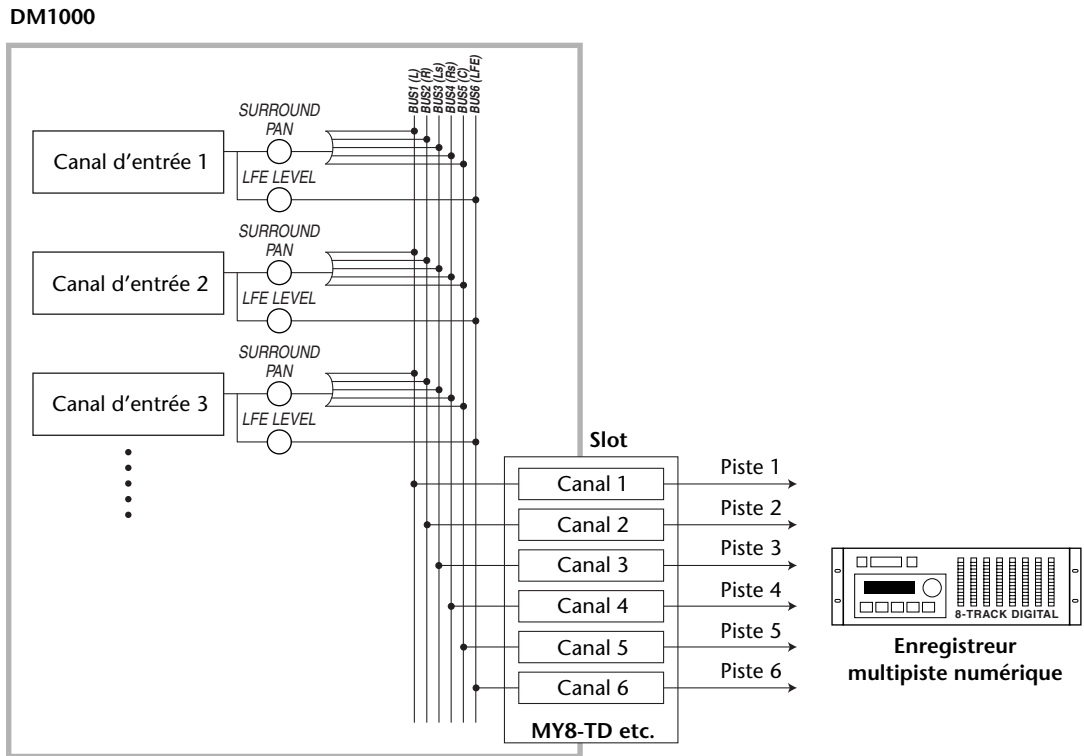 DM1000
BUS1 (L)
BUS2 (R)
BUS3 (Ls)
BUS4 (Rs)
BUS5 (C)
BUS6 (LFE)
SURROUND
PAN
Canal d'entrée 1
LFE LEVEL
SURROUND
PAN
Canal d'entrée 2
LFE LEVEL
SURROUND
PAN
Canal d'entrée 3
LFE LEVEL
Slot
Canal 1
Piste 1
Canal 2
Piste 2
Canal 3
Piste 3
Canal 4
Piste 4
Canal 5
Piste 5
Canal 6
Piste 6
MY8-TD etc.
8-TRACK DIGITAL
Enregistreur
multipiste numérique